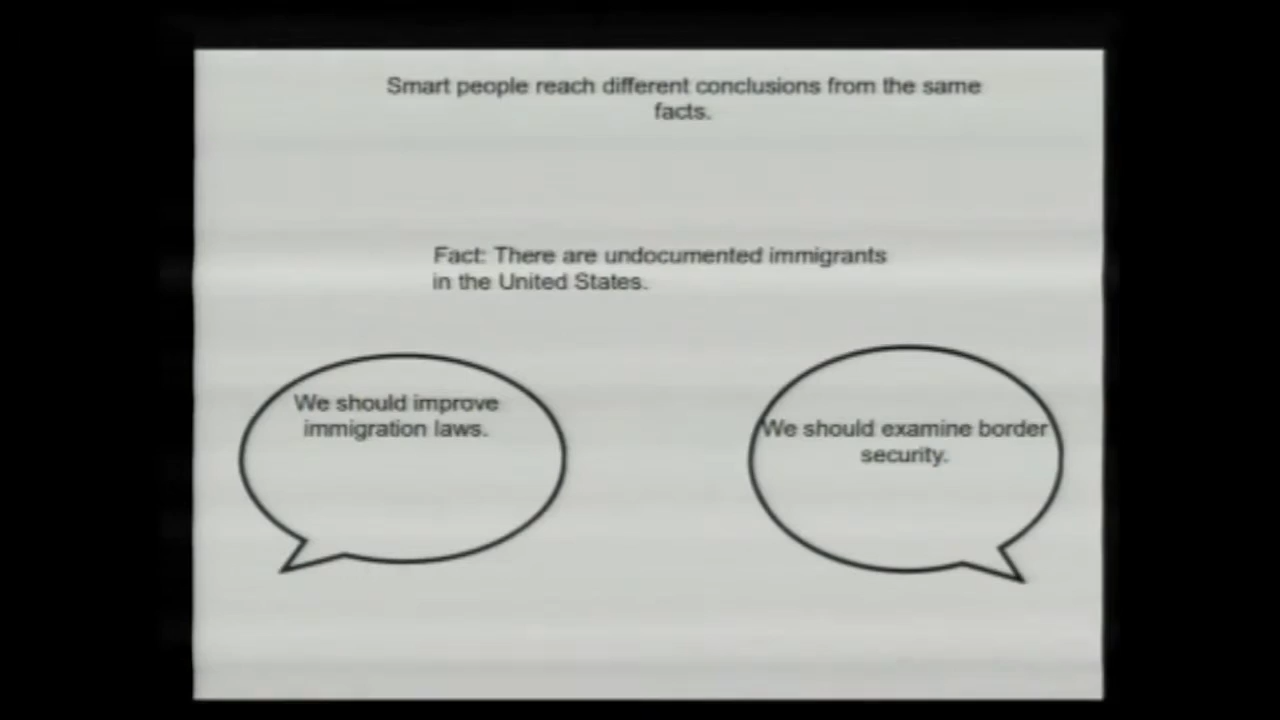 Smart people reach different conclusions from the same
facts.
Fact: There are undocumented immigrants
in the United States.
We should improve
immigration laws.
We should examine border
security.